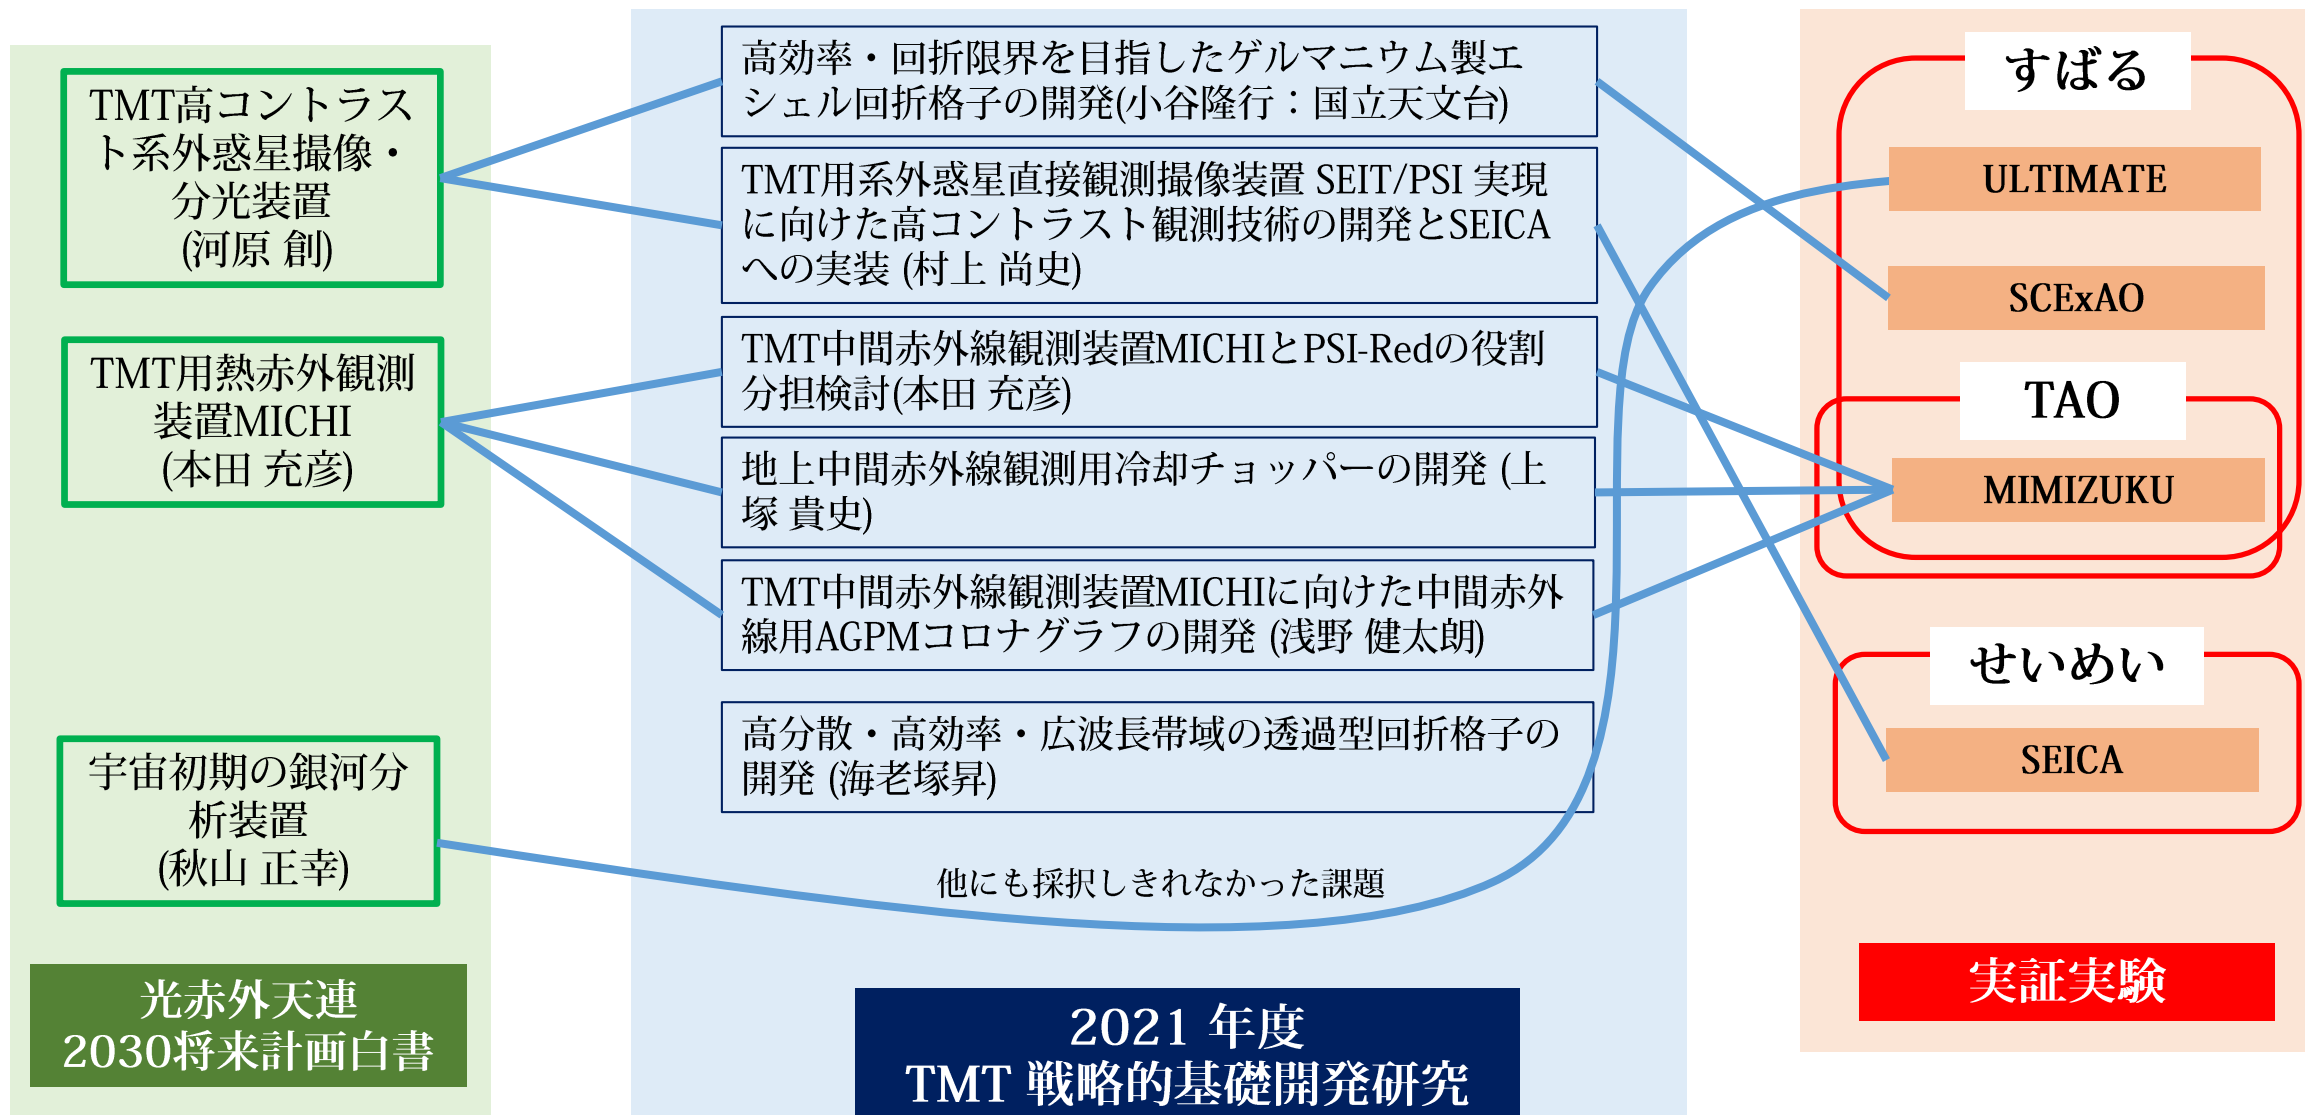 TMT高コントラス
ト系外惑星撮像・
分光装置
(河原 創)
TMT用熱赤外観測
装置MICHI
(本田 充彦)
宇宙初期の銀河分
析装置
(秋山 正幸)
光赤外天連
2030将来計画白書
高効率・回折限界を目指したゲルマニウム製エ
シェル回折格子の開発(小谷隆行：国立天文台)
TMT用系外惑星直接観測撮像装置 SEIT/PSI 実現
に向けた高コントラスト観測技術の開発とSEICA
への実装 (村上 尚史)
TMT中間赤外線観測装置MICHIとPSI-Redの役割
分担検討(本田 充彦)
地上中間赤外線観測用冷却チョッパーの開発 (上
塚 貴史)
TMT中間赤外線観測装置MICHIに向けた中間赤外
線用AGPMコロナグラフの開発 (浅野 健太朗)
高分散・高効率・広波長帯域の透過型回折格子の
開発 (海老塚昇)
他にも採択しきれなかった課題
2021 年度
TMT 戦略的基礎開発研究
すばる
ULTIMATE
SCExAO
TAO
MIMIZUKU
せいめい
SEICA
実証実験